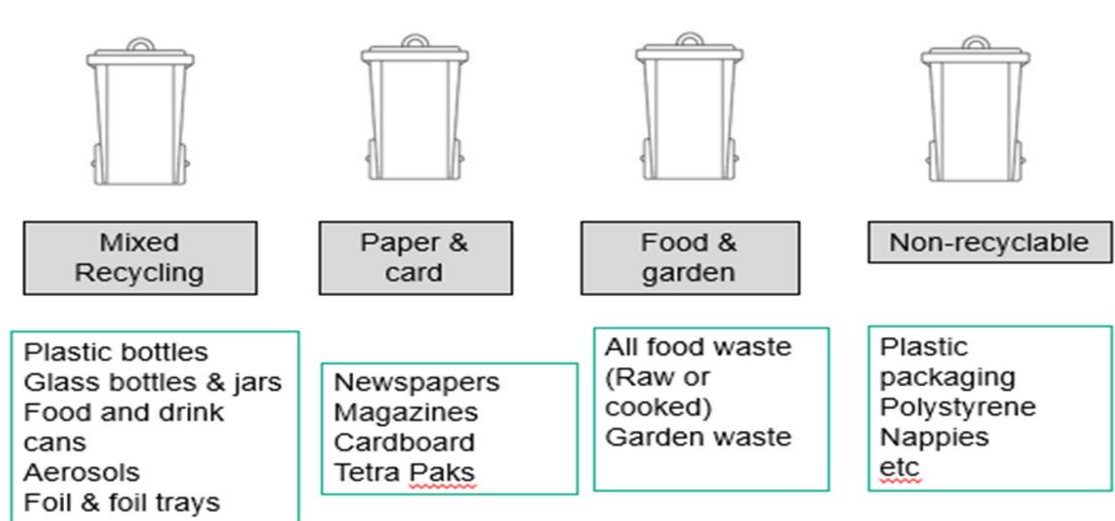 Mixed
Recycling
Paper &
card
Food &
garden
Non-recyclable
Plastic bottles
Glass bottles & jars
Food and drink
cans
Aerosols
Foil & foil trays
Newspapers
Magazines
Cardboard
Tetra Paks
All food waste
(Raw or
cooked)
Garden waste
Plastic
packaging
Polystyrene
Nappies
etc